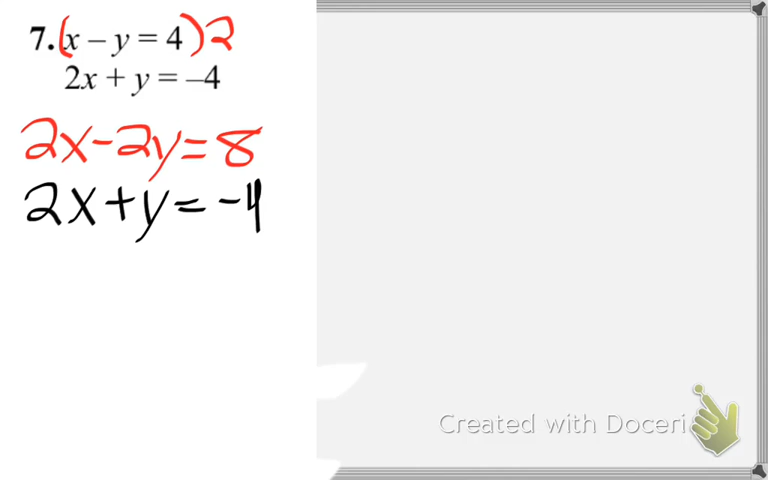 7. (x – y = 4)2
2x + y = –4
2x-2y=8
2x+y=-4
Created with Doceri